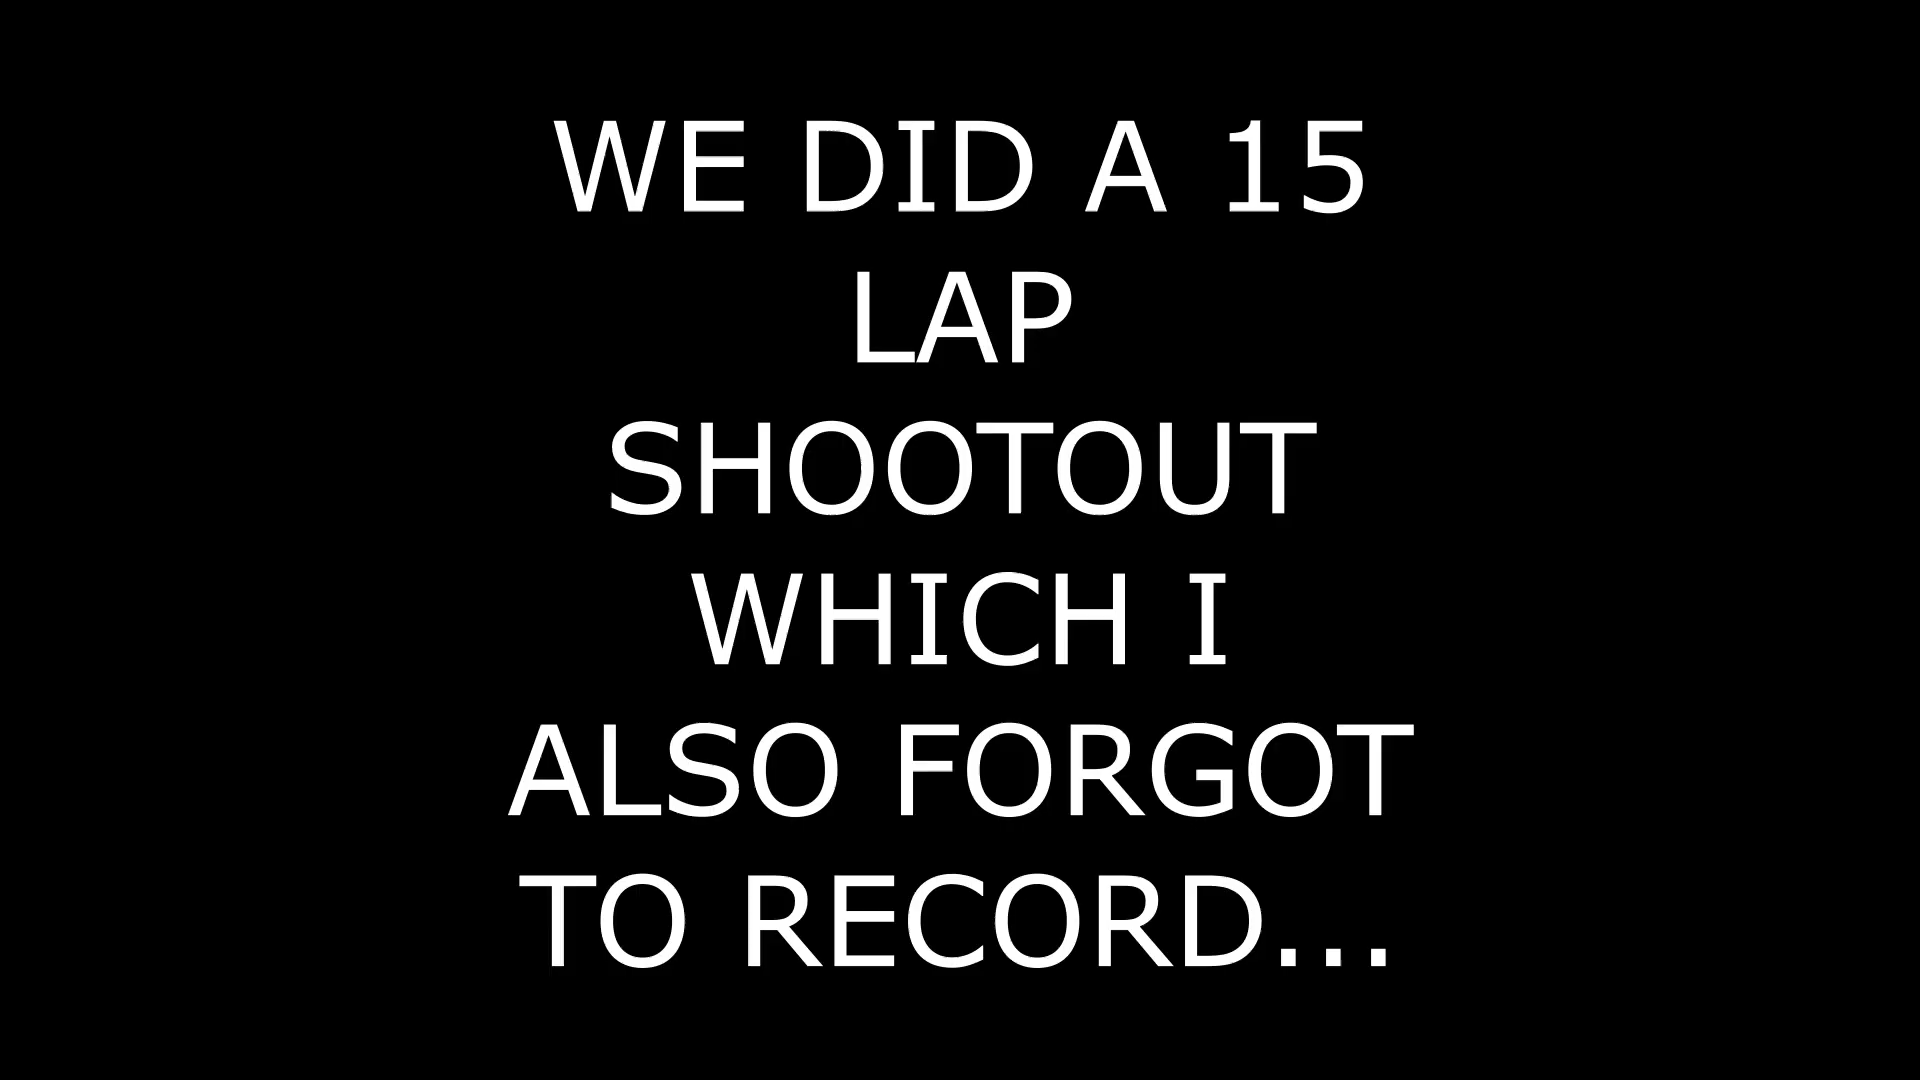 WE DID A 15
LAP
SHOOTOUT
WHICH I
ALSO FORGOT
TO RECORD...